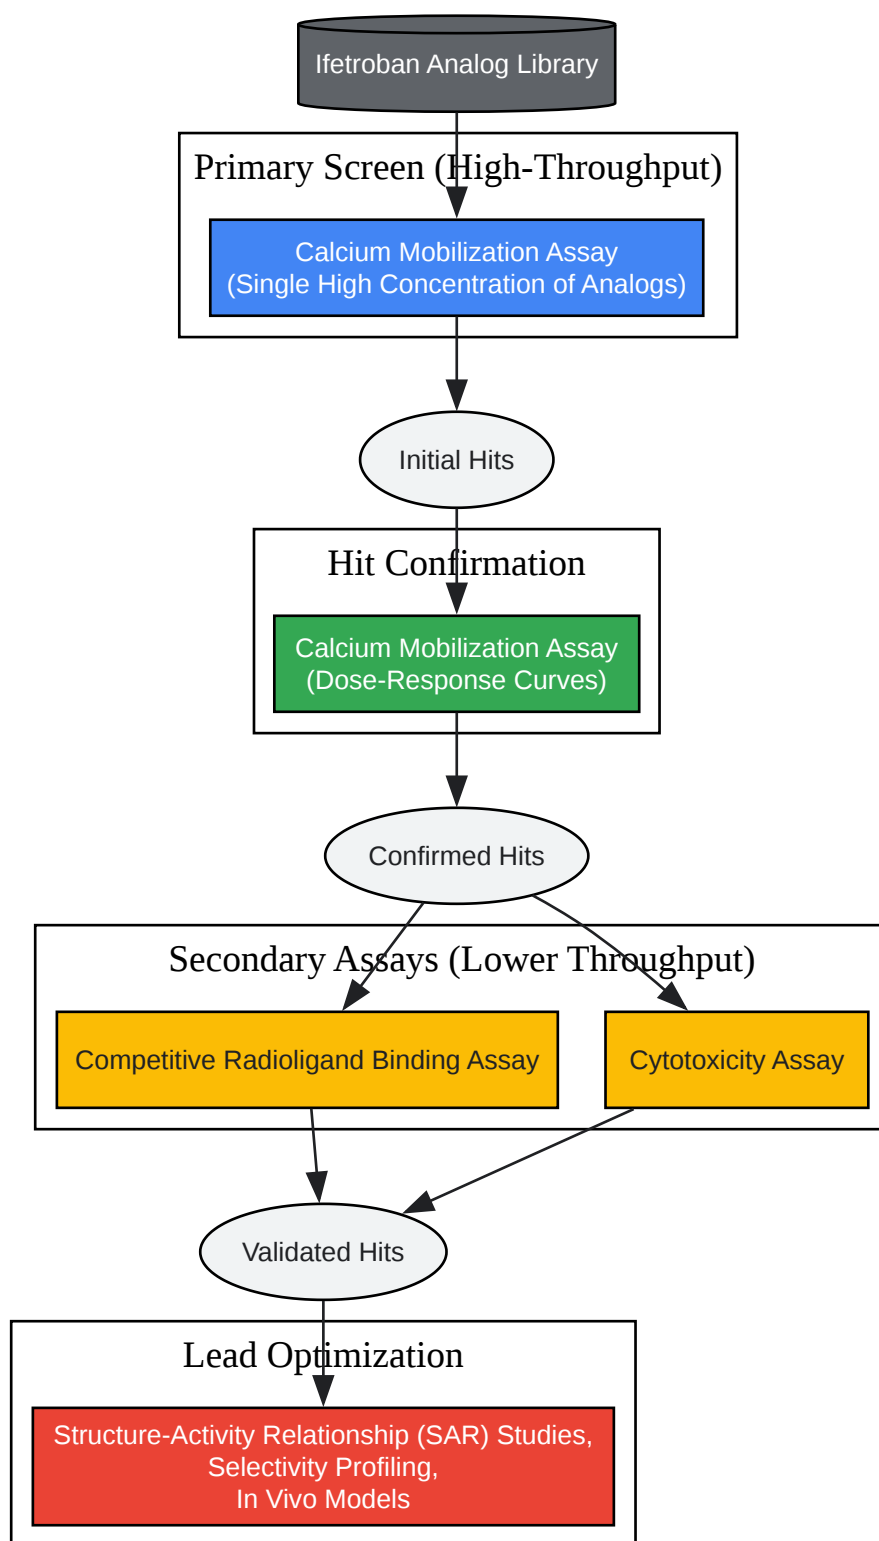 Ifetroban Analog Library
Primary Screen (High-Throughput)
Calcium Mobilization Assay
(Single High Concentration of Analogs)
Initial Hits
Hit Confirmation
Calcium Mobilization Assay
(Dose-Response Curves)
Confirmed Hits
Secondary Assays (Lower Throughput)
Competitive Radioligand Binding Assay
Cytotoxicity Assay
Validated Hits
Lead Optimization
Structure-Activity Relationship (SAR) Studies,
Selectivity Profiling,
In Vivo Models